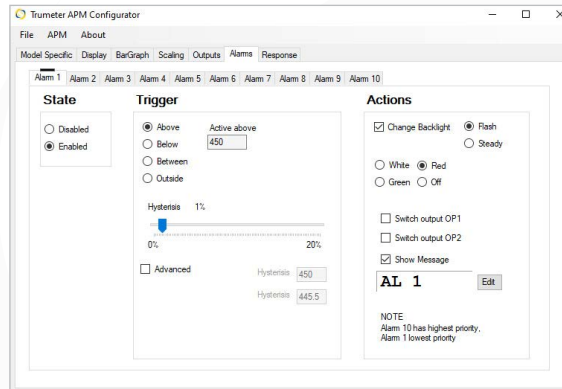 Trumeter APM Configurator
File APM About
Model Specific Display BarGraph Scaling Outputs Alarms Response
Alarm 1 Alarm 2 Alarm 3 Alarm 4 Alarm 5 Alarm 6 Alarm 7 Alarm 8 Alarm 9 Alarm 10
State
Disabled
Enabled
Trigger
Above
Below
Between
Outside
Active above
450
Hysterisis 1%
0% 20%
Advanced
Hysterisis 450
Hysterisis 445.5
Actions
Change Backlight
Flash
Steady
White Red
Green Off
Switch output OP1
Switch output OP2
Show Message
AL 1 Edit
NOTE
Alarm 10 has highest priority,
Alarm 1 lowest priority